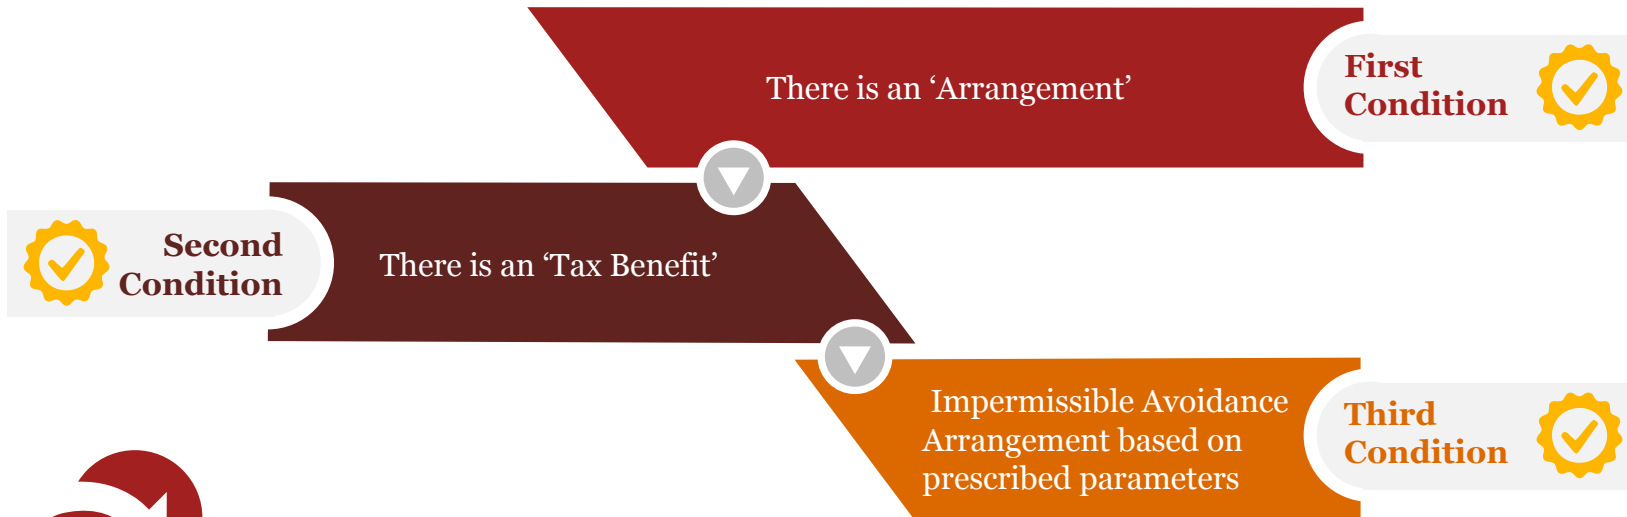 There is an ‘Arrangement’
First
Condition
Second
Condition
There is an ‘Tax Benefit’
Impermissible Avoidance
Arrangement based on
prescribed parameters
Third
Condition